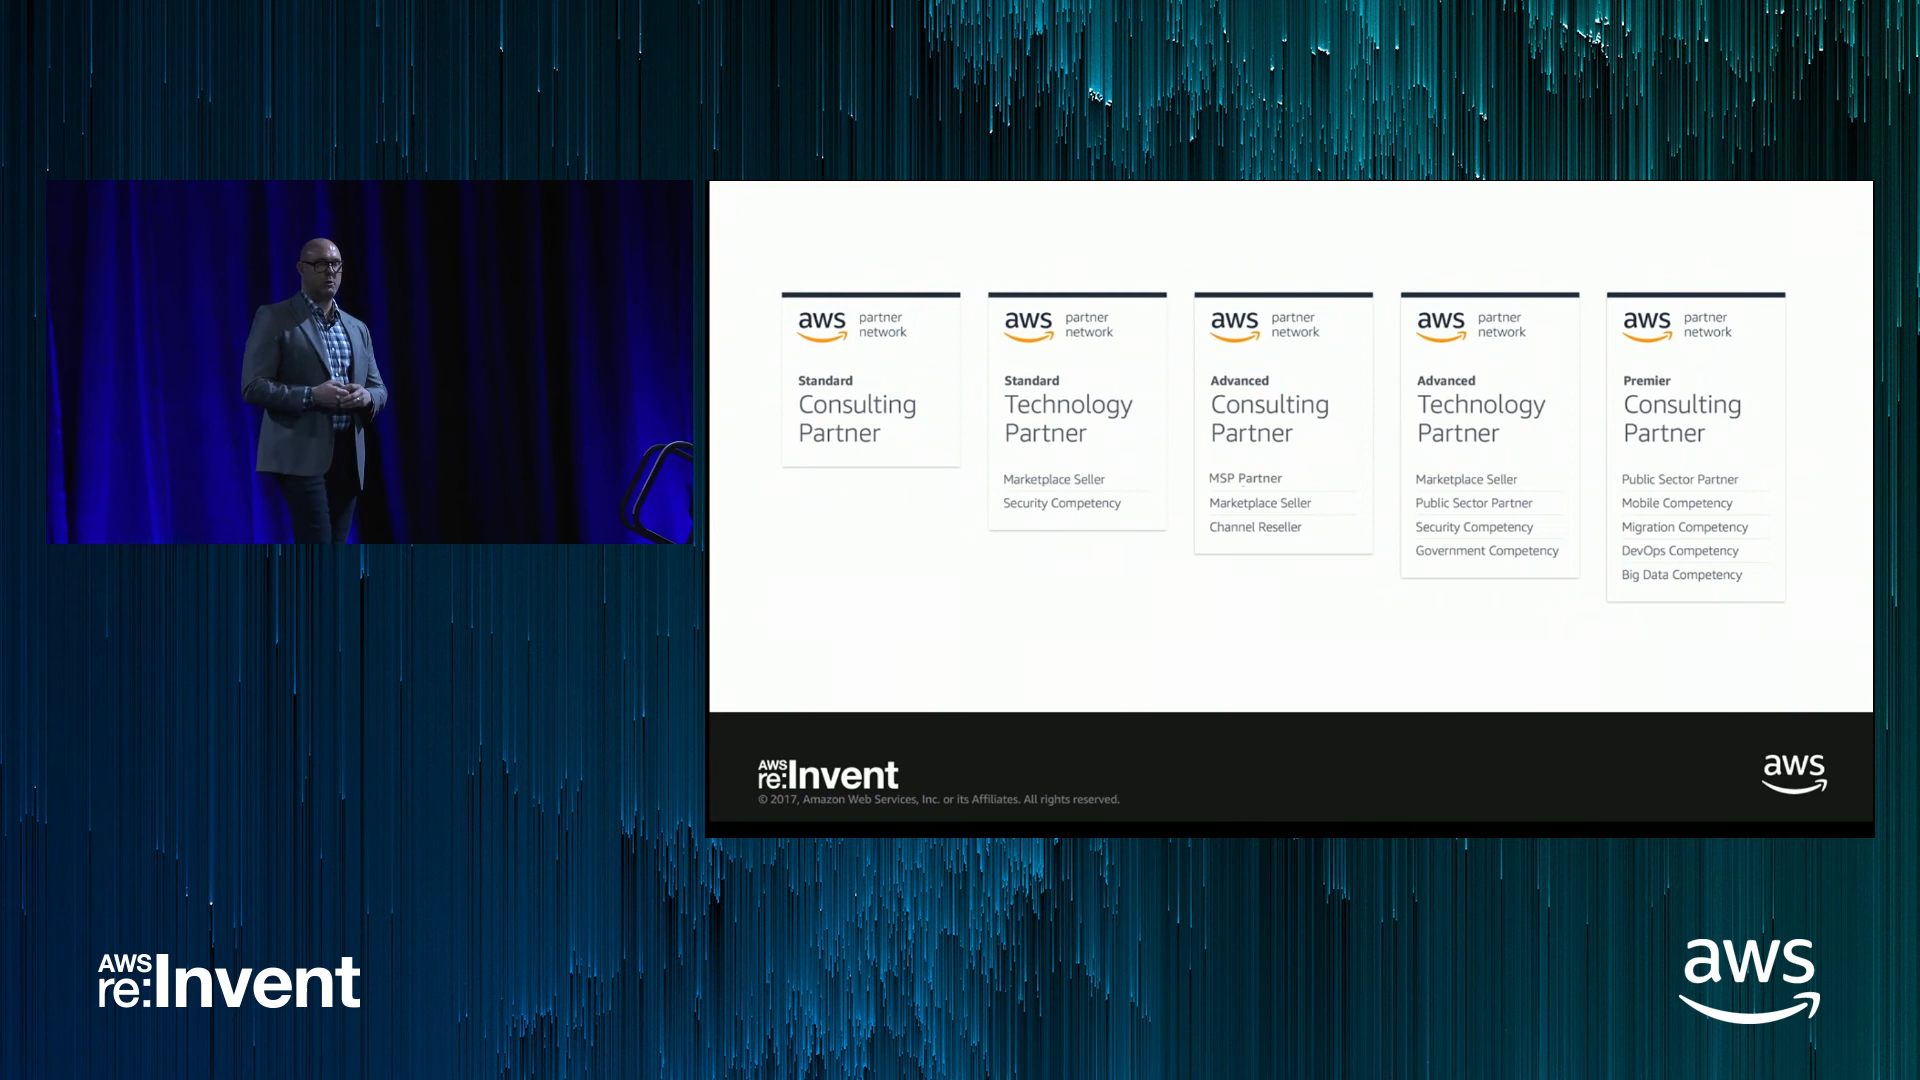 aws partner
network
Standard
Consulting
Partner
aws partner
network
Standard
Technology
Partner
Marketplace Seller
Security Competency
aws partner
network
Advanced
Consulting
Partner
MSP Partner
Marketplace Seller
Channel Reseller
aws partner
network
Advanced
Technology
Partner
Marketplace Seller
Public Sector Partner
Security Competency
Government Competency
aws partner
network
Premier
Consulting
Partner
Public Sector Partner
Mobile Competency
Migration Competency
DevOps Competency
Big Data Competency
AWS
re:Invent
© 2017, Amazon Web Services, Inc. or its Affiliates. All rights reserved.
aws
AWS
re:Invent
aws